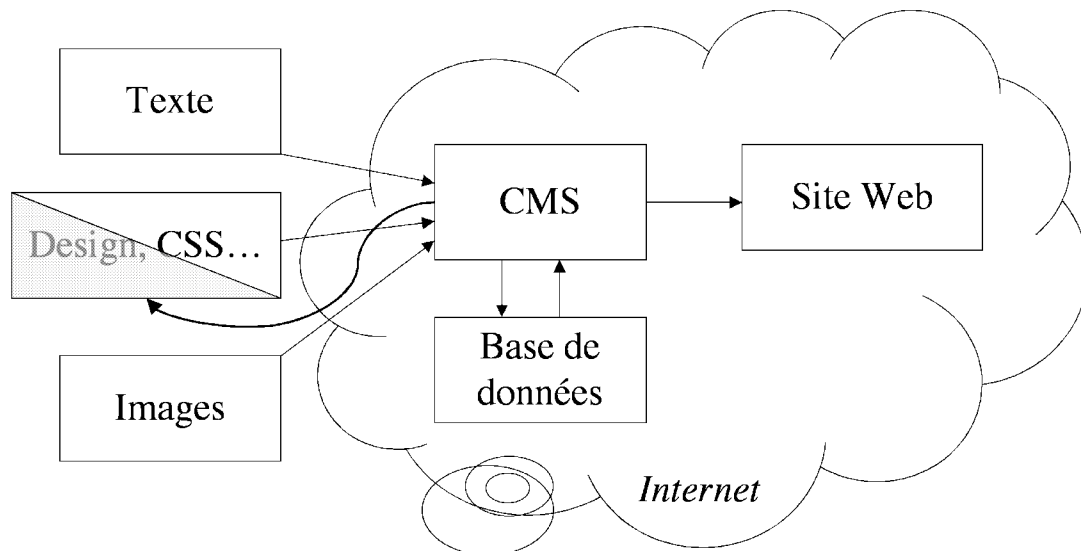 Texte
Design, CSS…
Images
CMS
Base de
données
Site Web
Internet